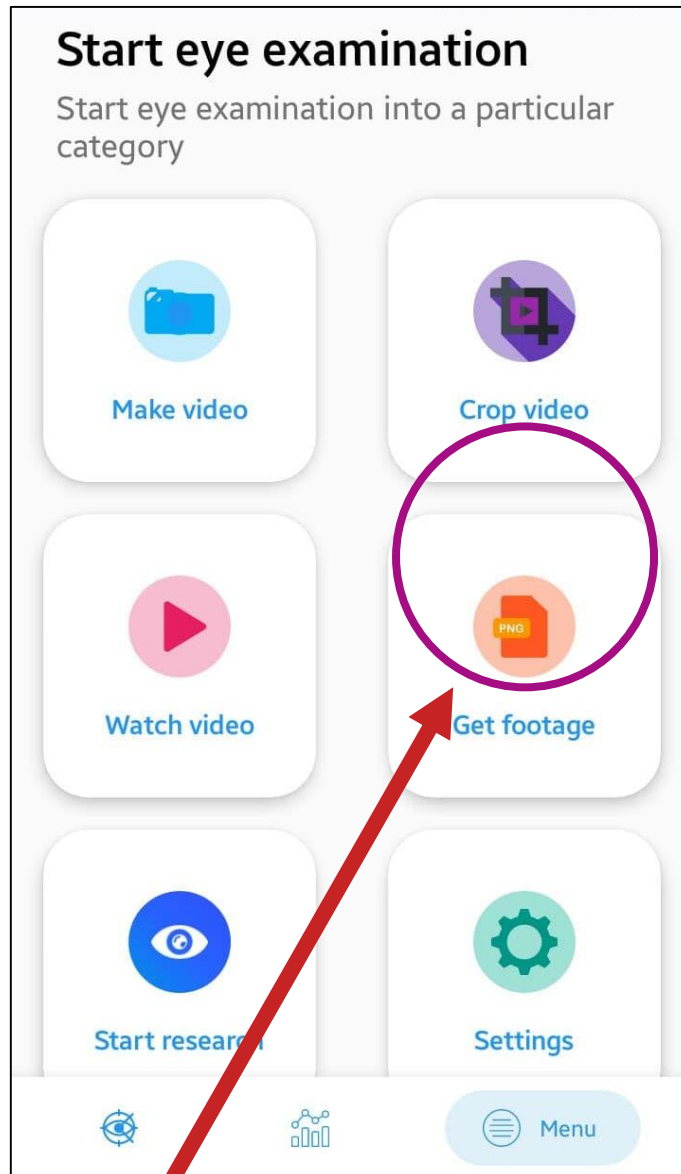 Start eye examination
Start eye examination into a particular
category
Make video
Crop video
Watch video
PNG
Get footage
Start research
Settings
Menu